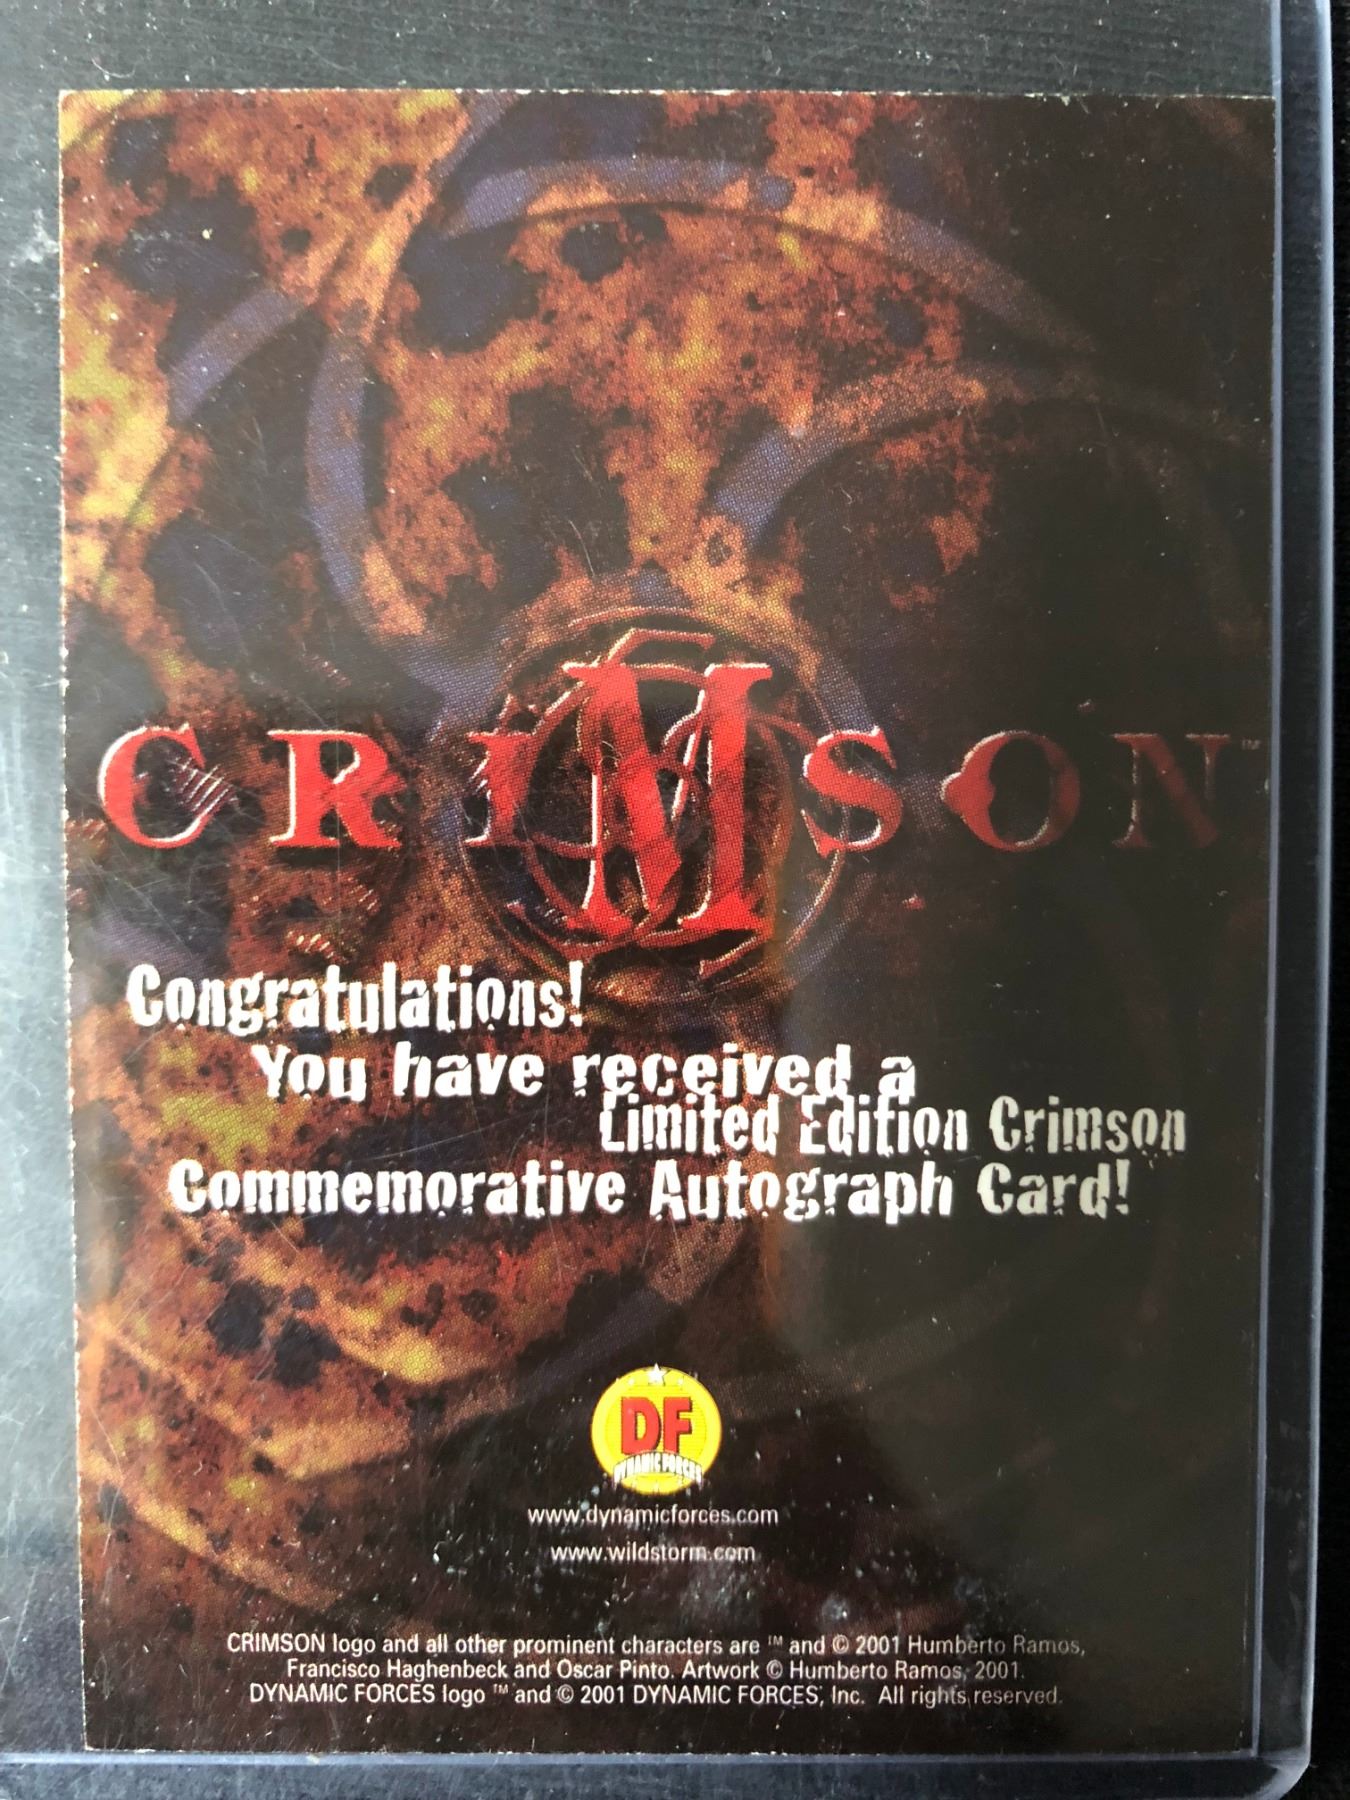 CRIMSON™
Congratulations!
You have received a
Limited Edition Crimson
Commemorative Autograph Card!
DF
DYNAMIC FORCES
www.dynamicforces.com
www.wildstorm.com
CRIMSON logo and all other prominent characters are ™ and © 2001 Humberto Ramos,
Francisco Haghenbeck and Oscar Pinto. Artwork © Humberto Ramos, 2001.
DYNAMIC FORCES logo ™ and © 2001 DYNAMIC FORCES, Inc. All rights reserved.